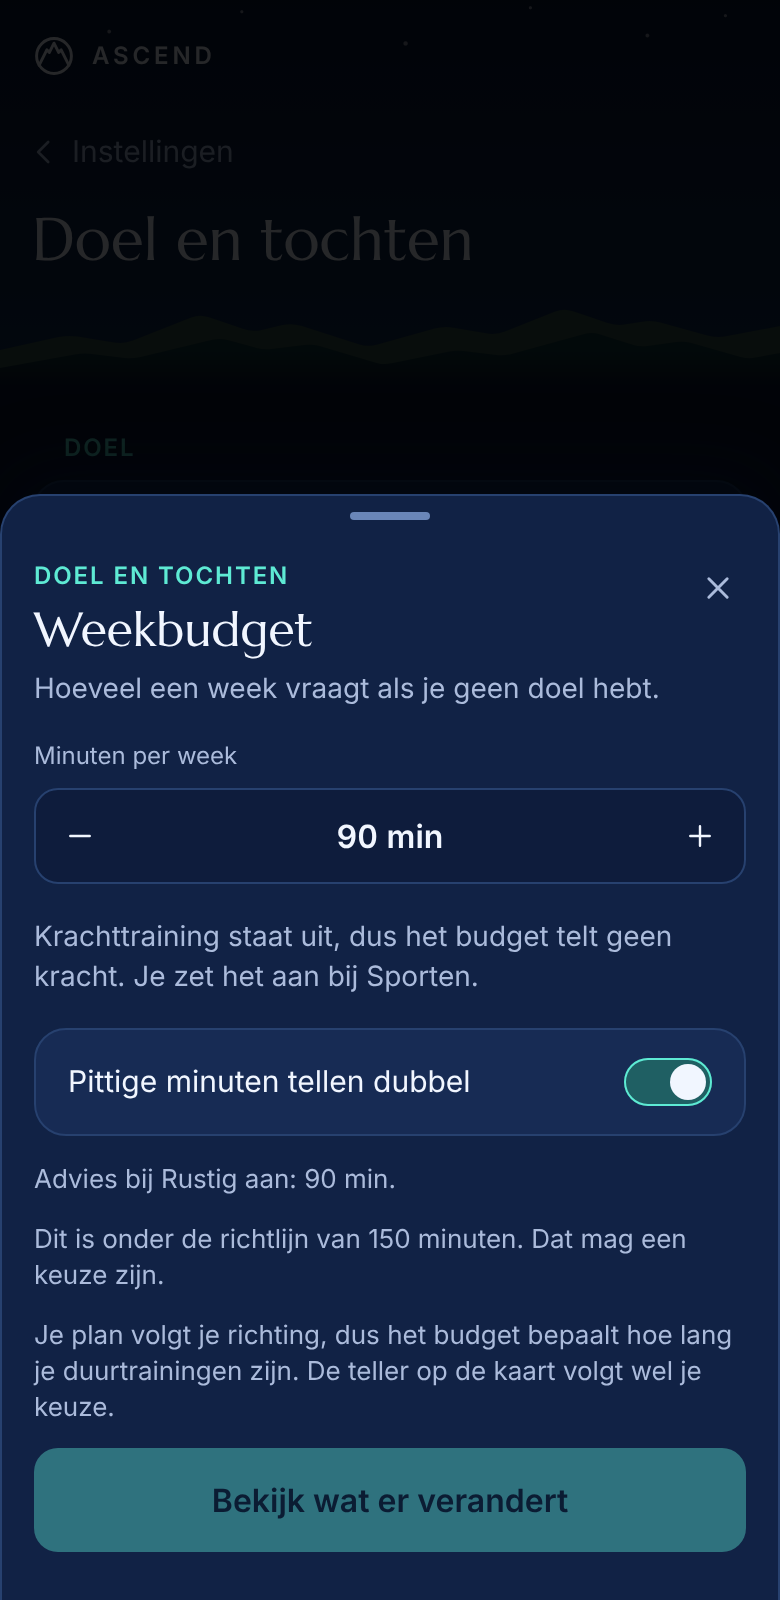 ASCEND
Instellingen
Doel en tochten
DOEL
DOEL EN TOCHTEN
Weekbudget
Hoeveel een week vraagt als je geen doel hebt.
Minuten per week
90 min
Krachttraining staat uit, dus het budget telt geen
kracht. Je zet het aan bij Sporten.
Pittige minuten tellen dubbel
Advies bij Rustig aan: 90 min.
Dit is onder de richtlijn van 150 minuten. Dat mag een
keuze zijn.
Je plan volgt je richting, dus het budget bepaalt hoe lang
je duurtrainingen zijn. De teller op de kaart volgt wel je
keuze.
Bekijk wat er verandert